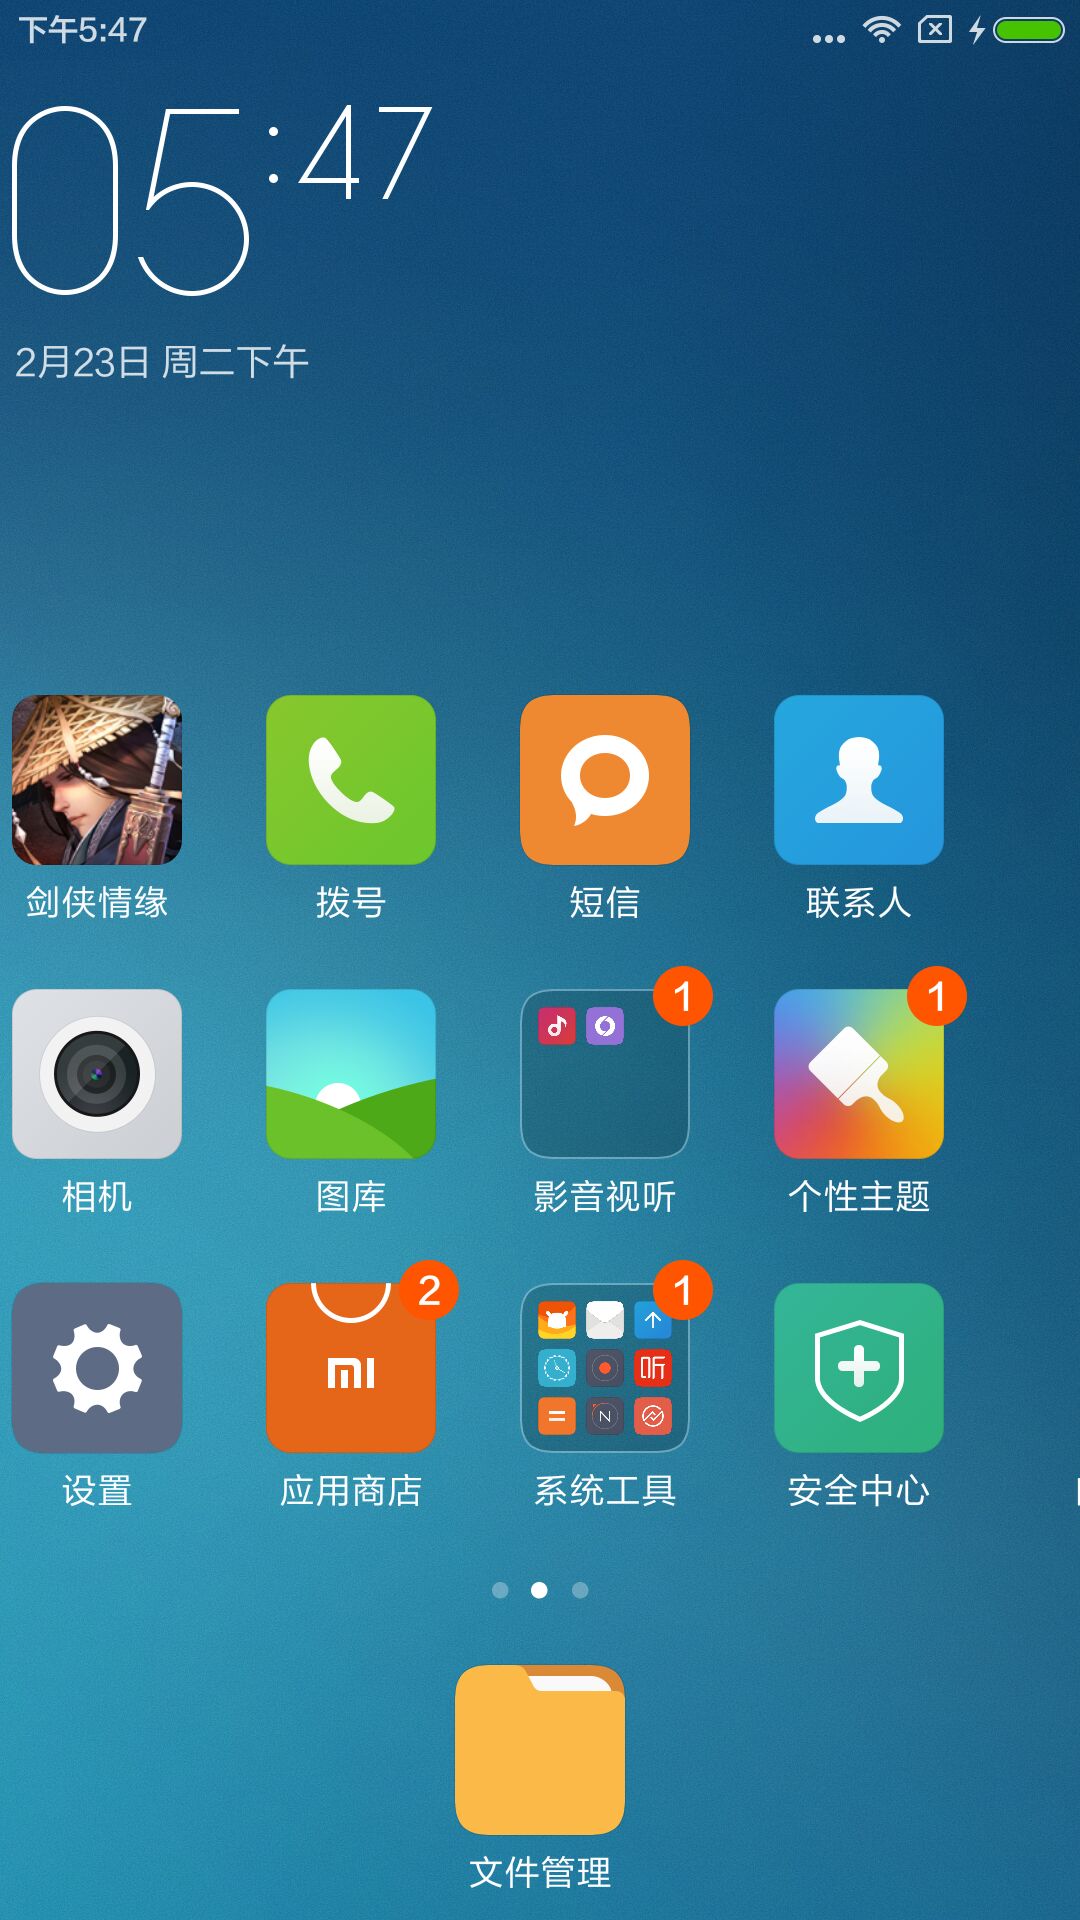 下午5:47
05:47
2月23日 周二下午
剑侠情缘 拨号 短信 联系人
1 1
相机 图库 影音视听 个性主题
2 1
听
N
设置 应用商店 系统工具 安全中心
文件管理